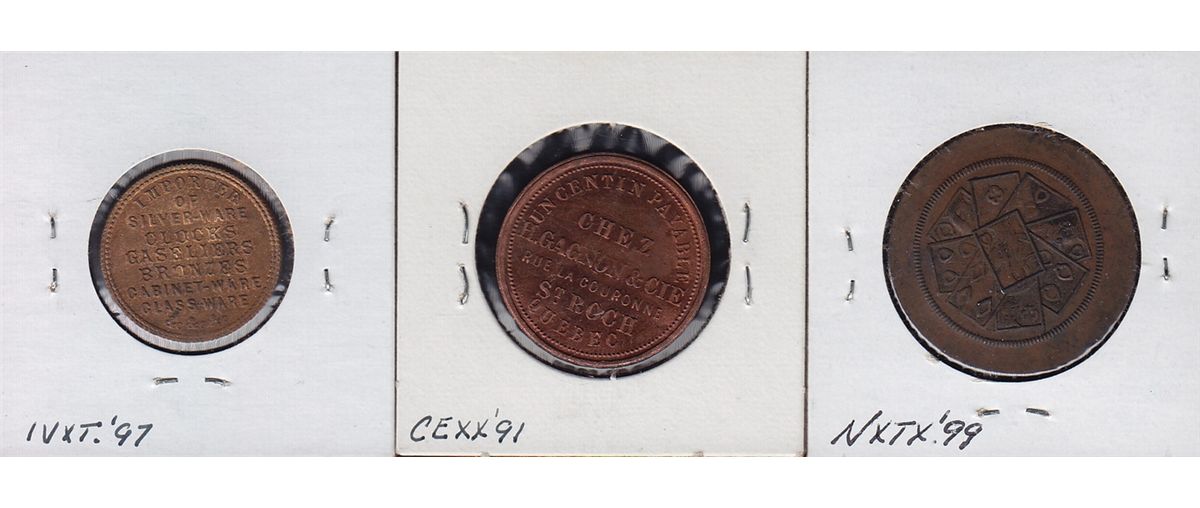 IMPORTER
OF
SILVER-WARE
CLOCKS
GASELIERS
BRONZES
CABINET-WARE
GLASS-WARE
IVXT.'97
UN CENTIN PAYABLE
CHEZ
H. GAGNON & CIE
RUE LA COURONNE
ST ROCH
QUEBEC
CEXX'91
NXTX.'99